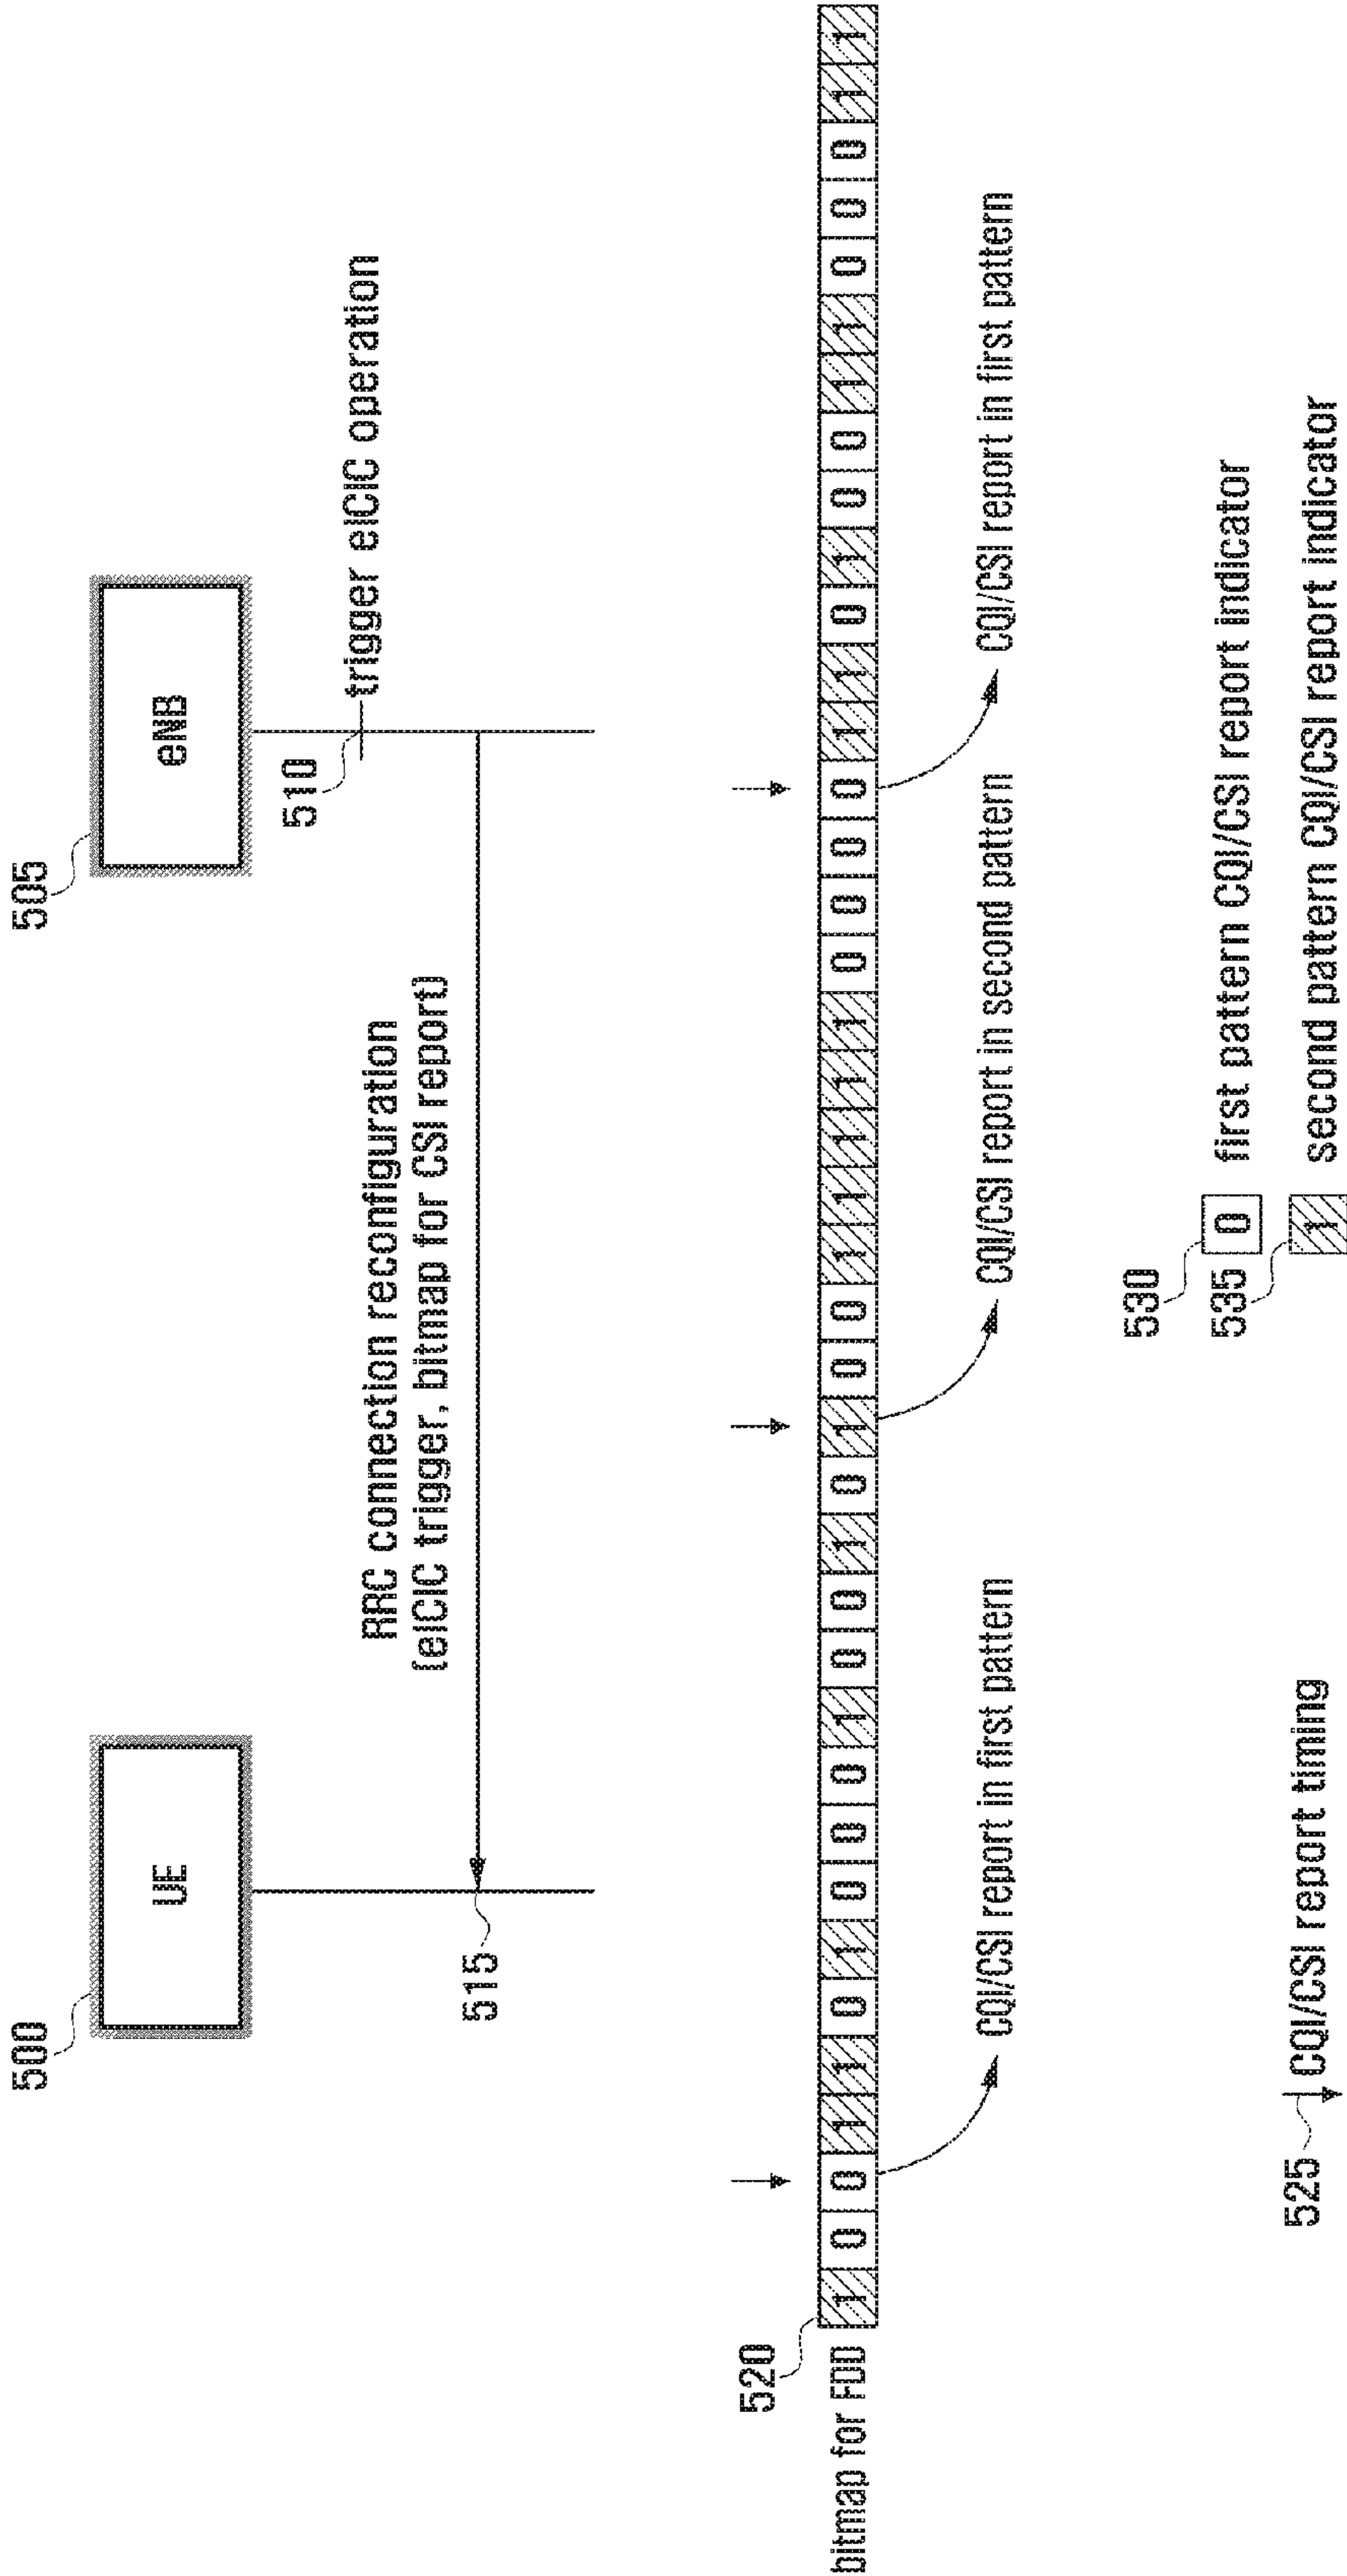 500
UE
505
eNB
510
trigger eICIC operation
RRC connection reconfiguration
(eICIC trigger, bitmap for CSI report)
515
520
bitmap for FDD
1 0 0 1 1 0 1 0 0 0 1 0 0 1 0 1 0 0 1 1 1 1 1 0 0 0 0 1 1 0 1 0 0 1 1 0 0 0 1 1
CQI/CSI report in first pattern
CQI/CSI report in second pattern
CQI/CSI report in first pattern
530
0 first pattern CQI/CSI report indicator
535
1 second pattern CQI/CSI report indicator
525
CQI/CSI report timing